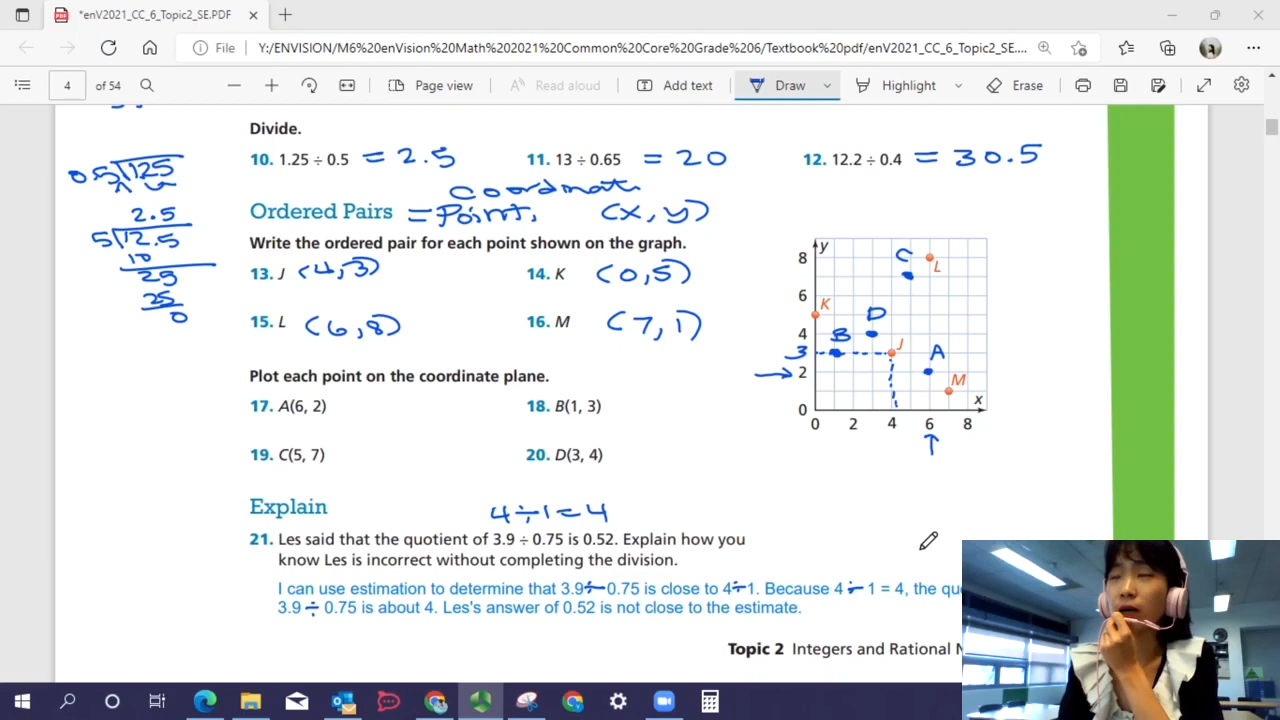 *enV2021_CC_6_Topic2_SE.PDF
File Y:/ENVISION/M6%20enVision%20Math%202021%20Common%20Core%20Grade%206/Textbook%20pdf/enV2021_CC_6_Topic2_SE....
4 of 54 Page view Read aloud Add text Draw Highlight Erase
Divide.
10. 1.25 ÷ 0.5 = 2.5 11. 13 ÷ 0.65 = 20 12. 12.2 ÷ 0.4 = 30.5
0.5 125
2.5
5 12.5
10
25
25
0
Coordinate
Ordered Pairs = Point, (x, y)
Write the ordered pair for each point shown on the graph.
13. J (4, 3) 14. K (0, 5)
15. L (6, 8) 16. M (7, 1)
y
8 C L
6
K
4 D
3 B J A
2 M
0 x
0 2 4 6 8
Plot each point on the coordinate plane.
17. A(6, 2) 18. B(1, 3)
19. C(5, 7) 20. D(3, 4)
Explain
4 ÷ 1 = 4
21. Les said that the quotient of 3.9 ÷ 0.75 is 0.52. Explain how you
know Les is incorrect without completing the division.
I can use estimation to determine that 3.9 ÷ 0.75 is close to 4 ÷ 1. Because 4 ÷ 1 = 4, the
3.9 ÷ 0.75 is about 4. Les's answer of 0.52 is not close to the estimate.
Topic 2 Integers and Rational